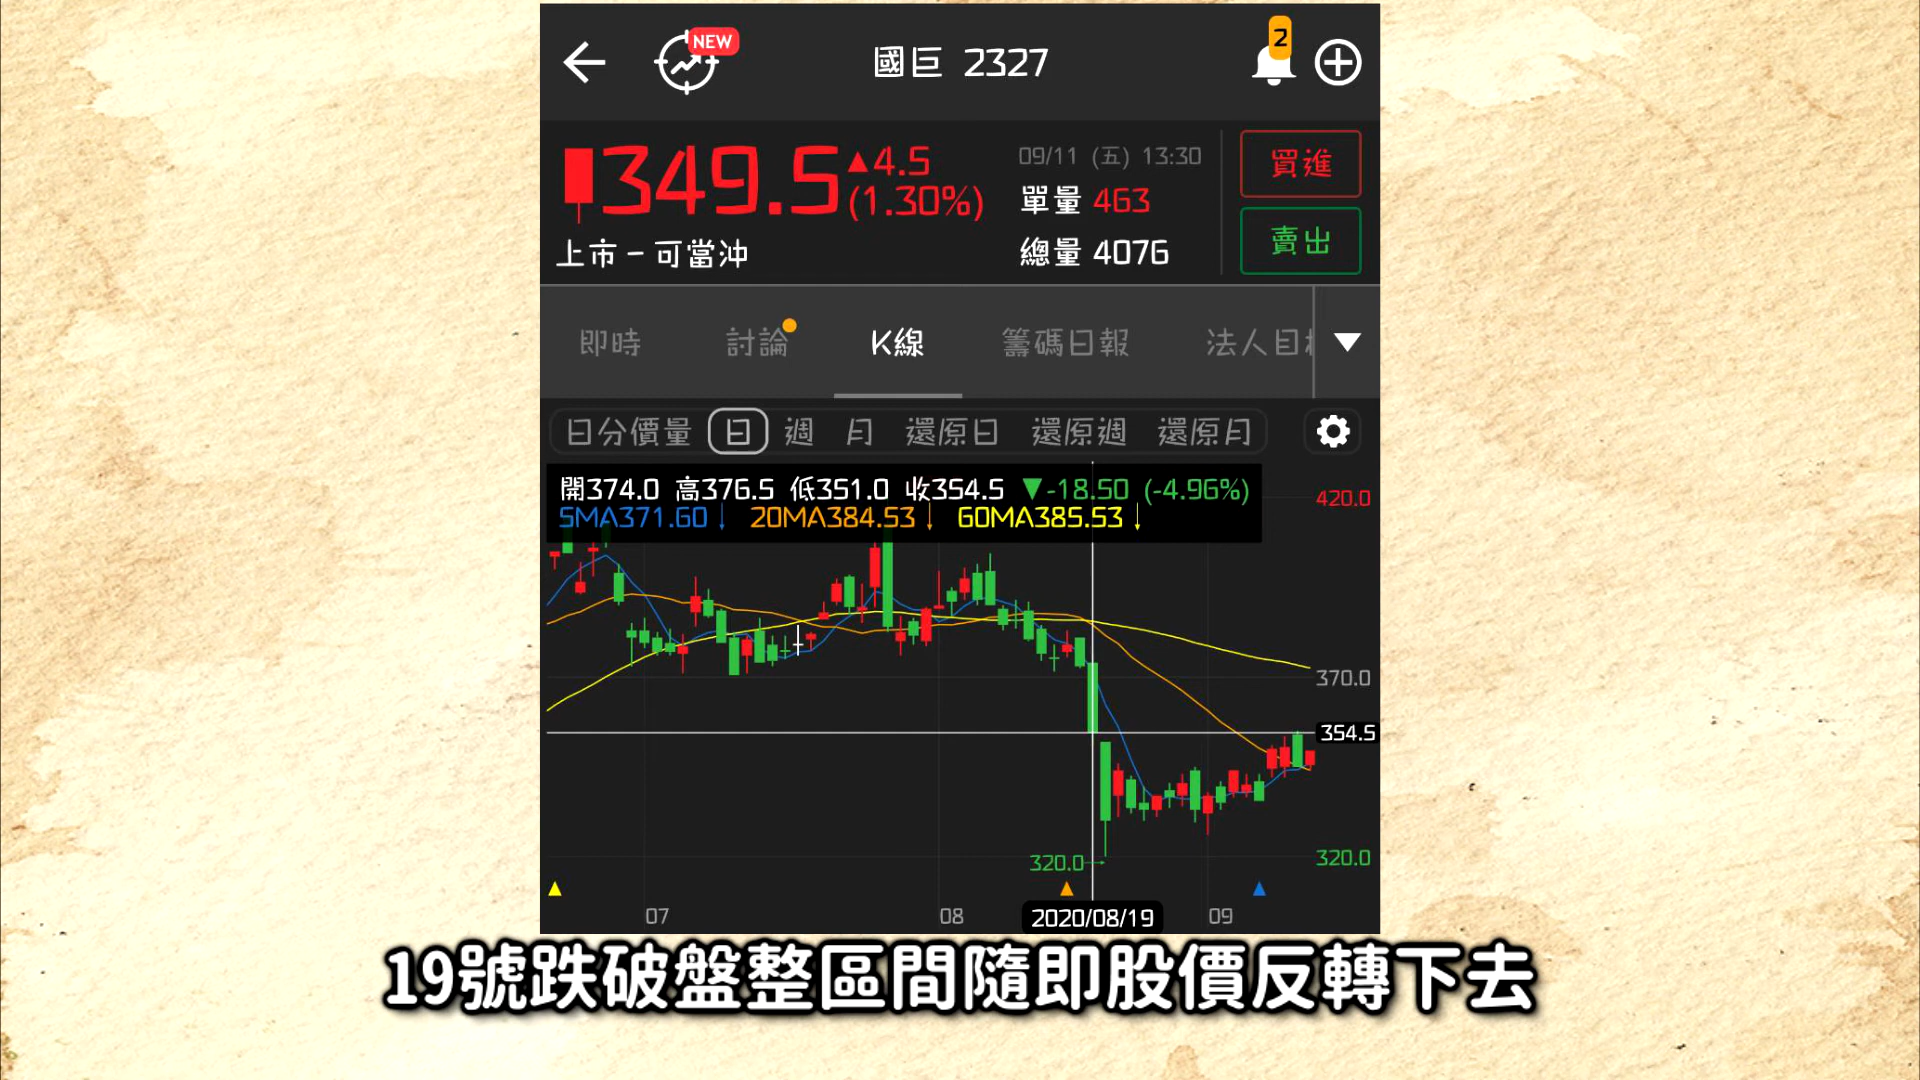 NEW
國巨 2327
2
349.5
▲4.5
(1.30%)
上市 - 可當沖
09/11 (五) 13:30
單量 463
總量 4076
買進
賣出
即時 討論 K線 籌碼日報 法人目
日分價量 日 週 月 還原日 還原週 還原月
開374.0 高376.5 低351.0 收354.5 ▼-18.50 (-4.96%)
5MA371.60↓ 20MA384.53↓ 60MA385.53↓
420.0
370.0
354.5
320.0→
320.0
07 08 2020/08/19 09
19號跌破盤整區間隨即股價反轉下去